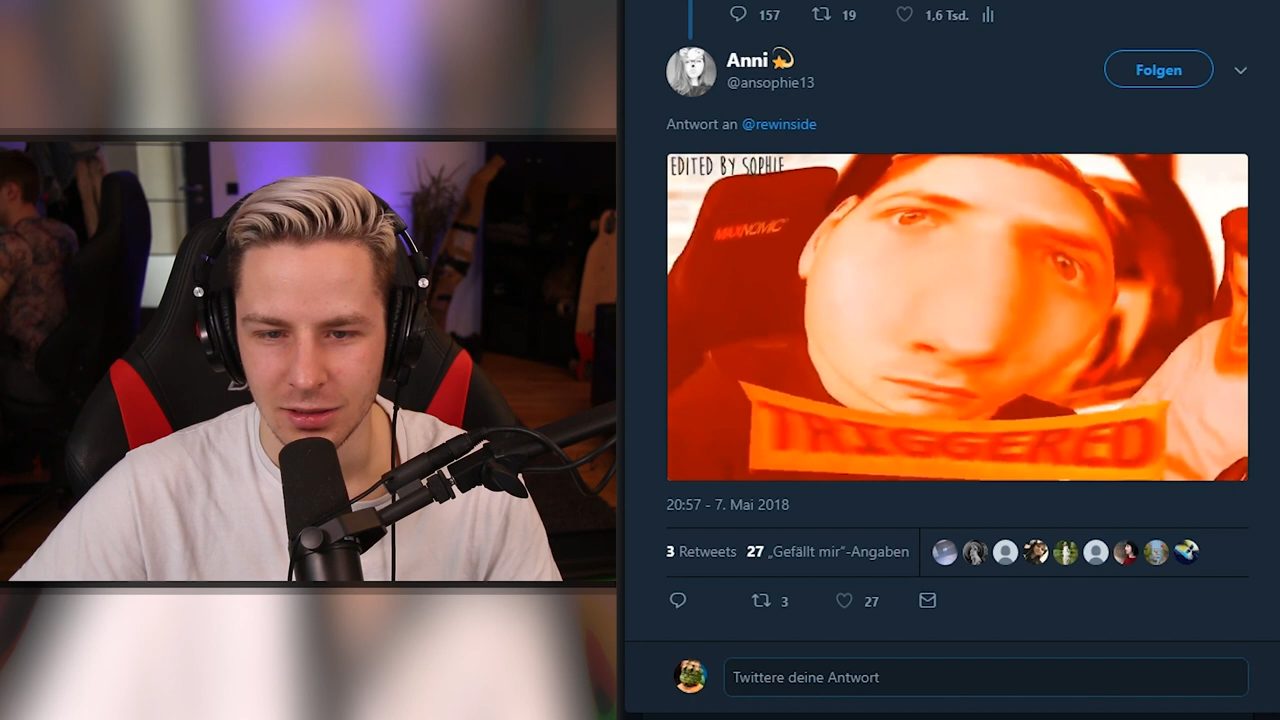 157 19 1,6 Tsd.
Anni
@ansophie13
Folgen
Antwort an @rewinside
EDITED BY SOPHIE
MAXNOMIC
TRIGGERED
20:57 - 7. Mai 2018
3 Retweets 27 „Gefällt mir“-Angaben
3 27
Twittere deine Antwort